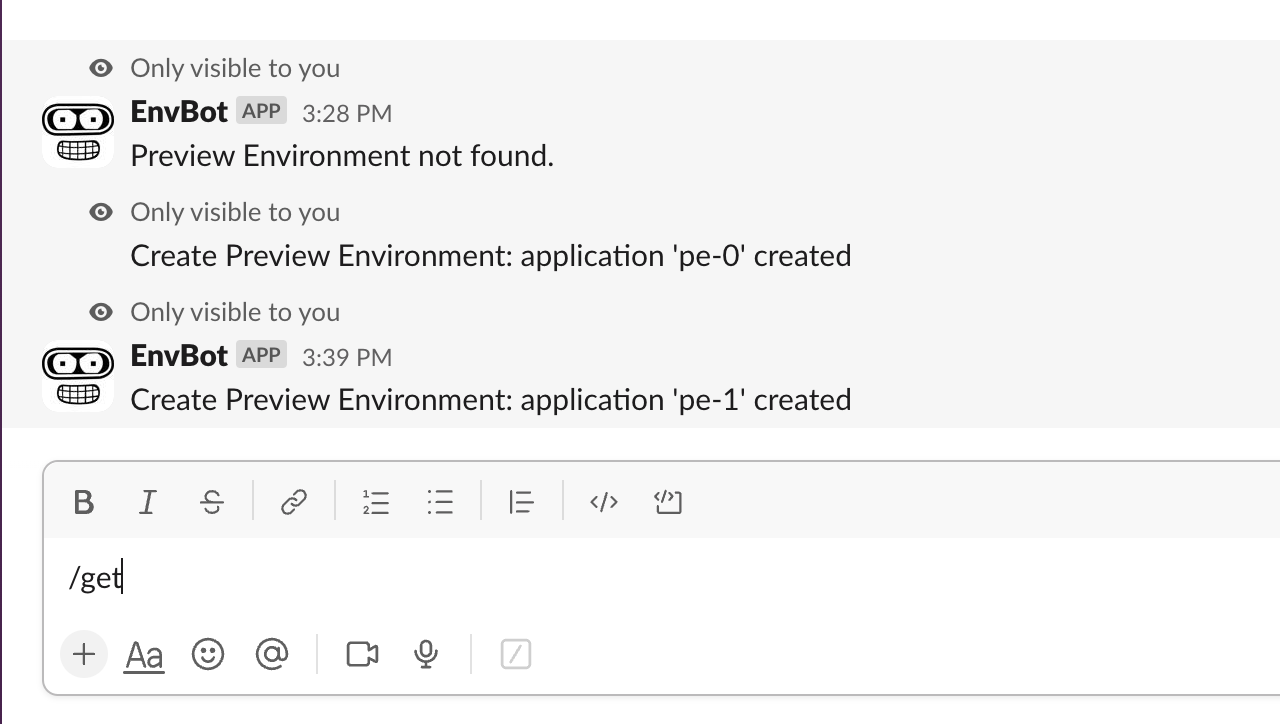 Only visible to you
EnvBot APP 3:28 PM
Preview Environment not found.
Only visible to you
Create Preview Environment: application 'pe-0' created
Only visible to you
EnvBot APP 3:39 PM
Create Preview Environment: application 'pe-1' created
B I S
/get
+ Aa @